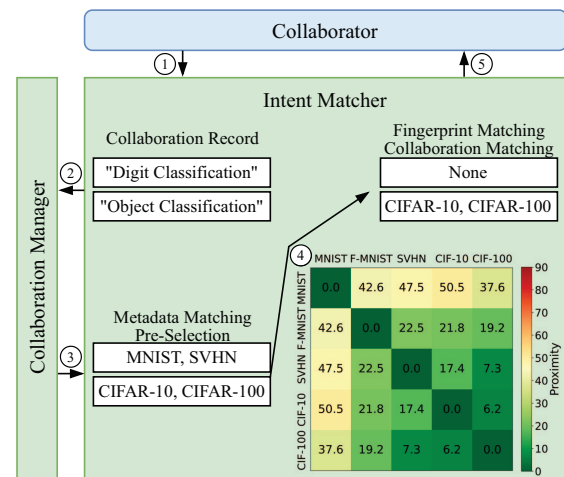 Collaborator
1
5
Intent Matcher
Collaboration Manager
Collaboration Record
2
"Digit Classification"
"Object Classification"
Fingerprint Matching
Collaboration Matching
None
CIFAR-10, CIFAR-100
4
Metadata Matching
Pre-Selection
3
MNIST, SVHN
CIFAR-10, CIFAR-100
MNIST F-MNIST SVHN CIF-10 CIF-100
MNIST 0.0 42.6 47.5 50.5 37.6
F-MNIST 42.6 0.0 22.5 21.8 19.2
SVHN 47.5 22.5 0.0 17.4 7.3
CIF-10 50.5 21.8 17.4 0.0 6.2
CIF-100 37.6 19.2 7.3 6.2 0.0
90
80
70
60
50
40
30
20
10
0
Proximity